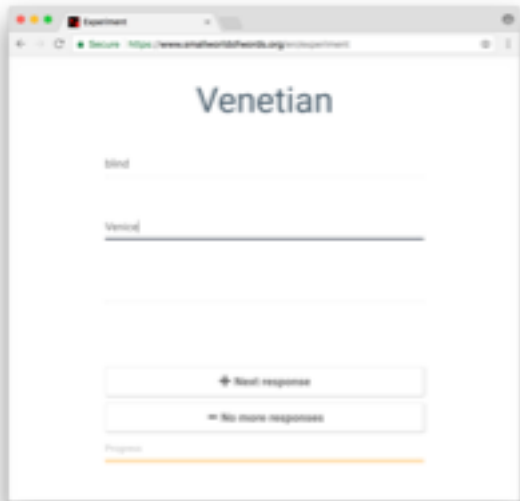 Experiment
Secure https://www.smallworldofwords.org/en/experiment
Venetian
blind
Venice
Next response
No more responses
Progress